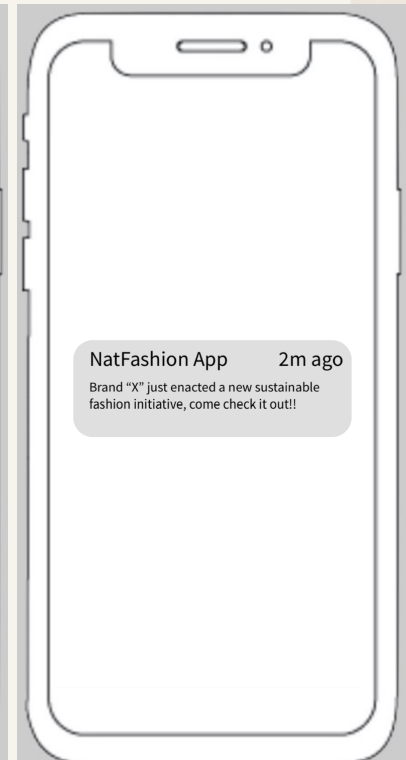 NatFashion App 2m ago
Brand “X” just enacted a new sustainable
fashion initiative, come check it out!!